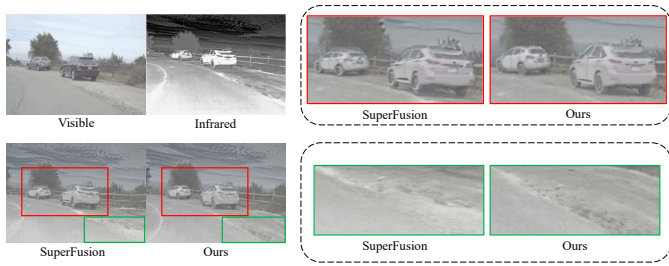 Visible
Infrared
SuperFusion
Ours
SuperFusion
Ours
SuperFusion
Ours